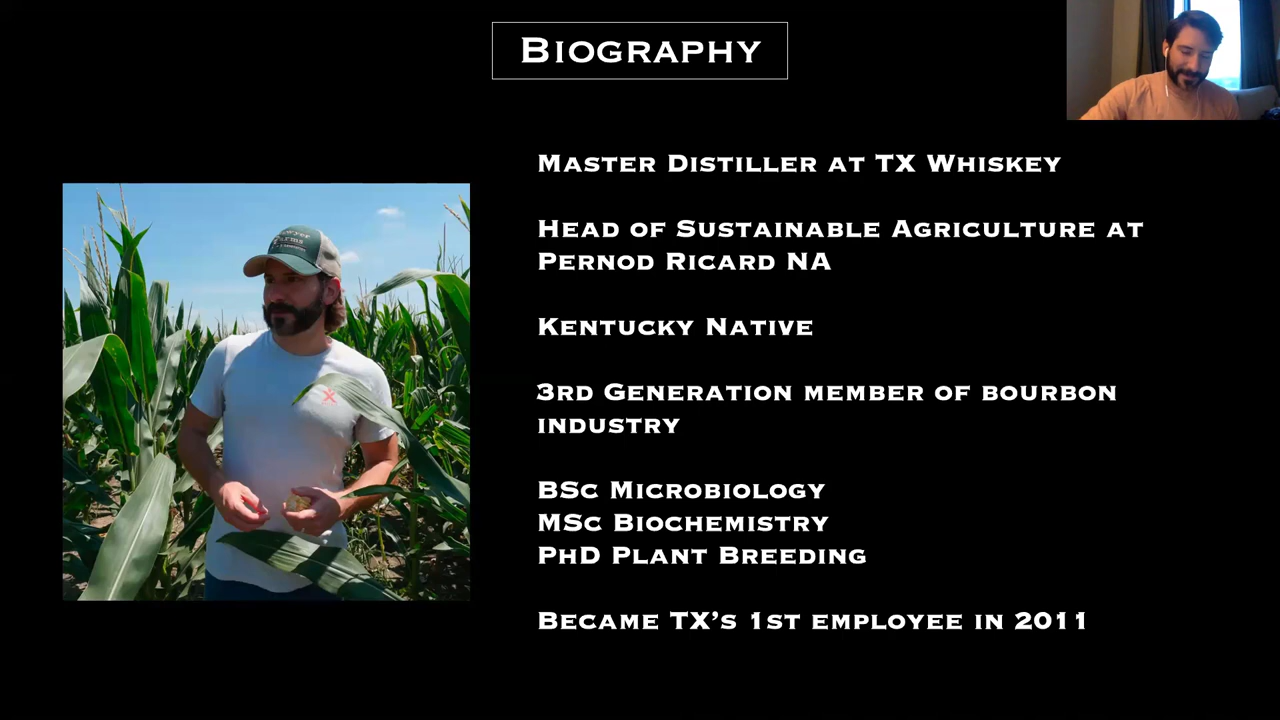 Biography
Master Distiller at TX Whiskey
Head of Sustainable Agriculture at
Pernod Ricard NA
Kentucky Native
3rd Generation member of bourbon
industry
BSc Microbiology
MSc Biochemistry
PhD Plant Breeding
Became TX’s 1st employee in 2011
Farms